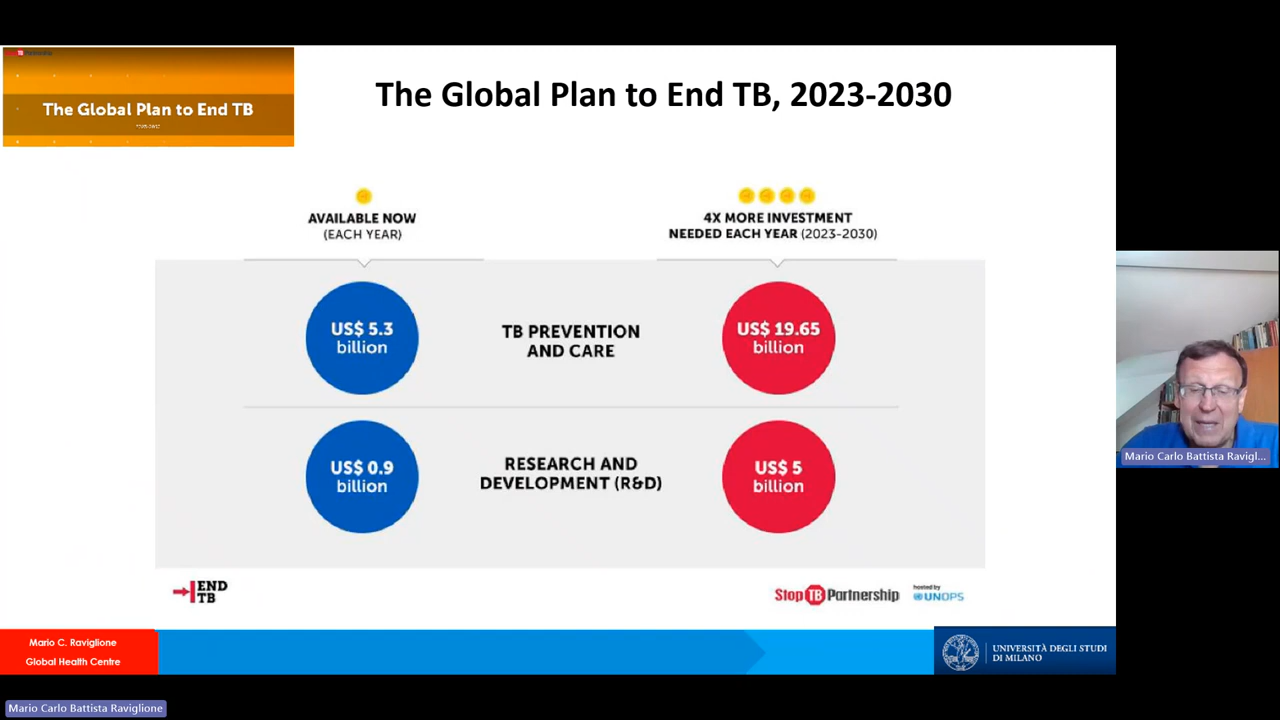 The Global Plan to End TB
The Global Plan to End TB, 2023-2030
AVAILABLE NOW
(EACH YEAR)
4X MORE INVESTMENT
NEEDED EACH YEAR (2023-2030)
US$ 5.3
billion
TB PREVENTION
AND CARE
US$ 19.65
billion
US$ 0.9
billion
RESEARCH AND
DEVELOPMENT (R&D)
US$ 5
billion
END
TB
Stop TB Partnership
hosted by
UNOPS
Mario C. Raviglione
Global Health Centre
UNIVERSITÀ DEGLI STUDI
DI MILANO
Mario Carlo Battista Ravigl...
Mario Carlo Battista Raviglione